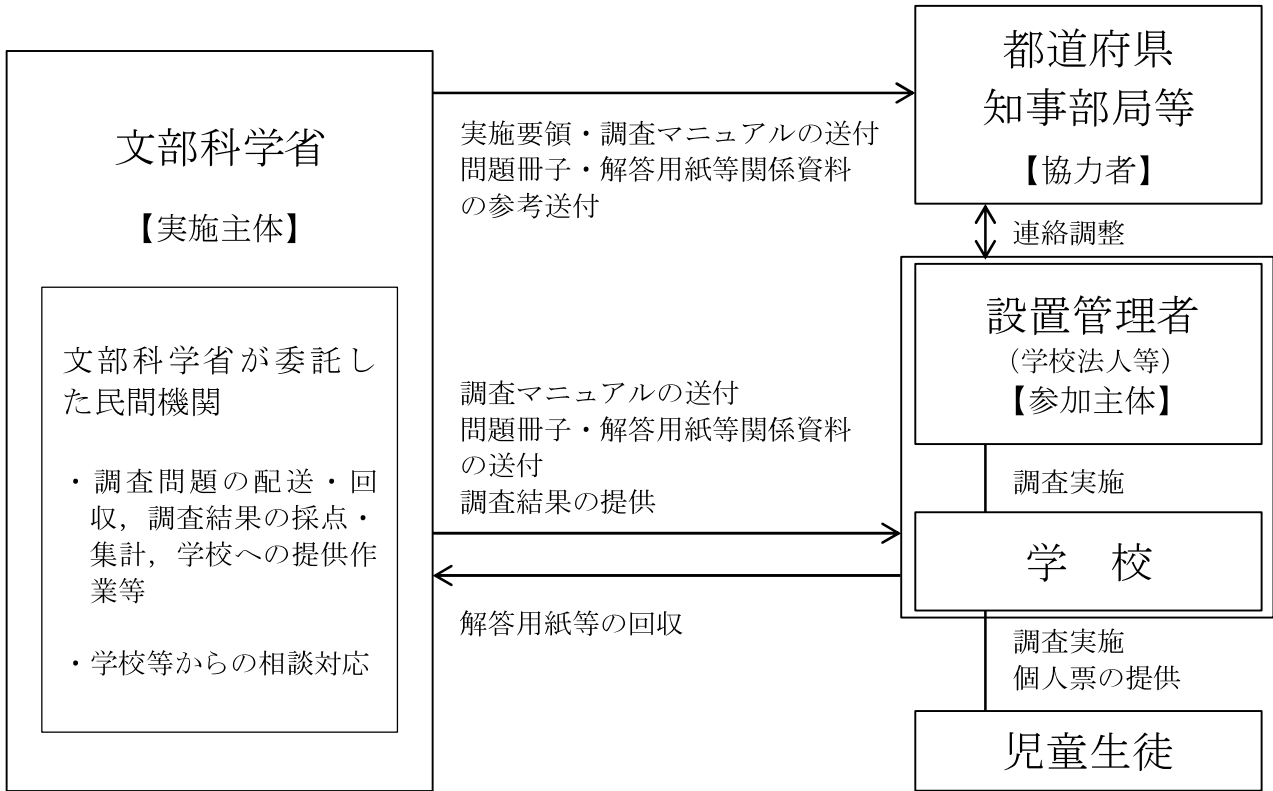 文部科学省
【実施主体】
文部科学省が委託し
た民間機関
・調査問題の配送・回
収，調査結果の採点・
集計，学校への提供作
業等
・学校等からの相談対応
実施要領・調査マニュアルの送付
問題冊子・解答用紙等関係資料
の参考送付
調査マニュアルの送付
問題冊子・解答用紙等関係資料
の送付
調査結果の提供
解答用紙等の回収
都道府県
知事部局等
【協力者】
連絡調整
設置管理者
（学校法人等）
【参加主体】
調査実施
学　校
調査実施
個人票の提供
児童生徒